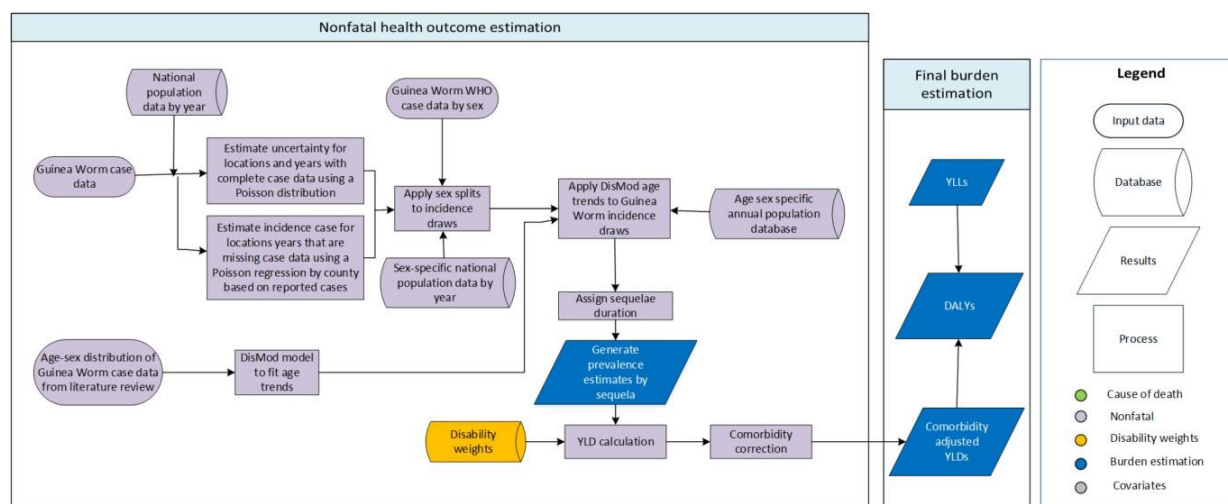 Nonfatal health outcome estimation
National
population
data by year
Guinea Worm WHO
case data by sex
Guinea Worm case
data
Estimate uncertainty for
locations and years with
complete case data using a
Poisson distribution
Estimate incidence case for
locations years that are
missing case data using a
Poisson regression by county
based on reported cases
Apply sex splits
to incidence
draws
Sex-specific national
population data by
year
Apply DisMod age
trends to Guinea
Worm incidence
draws
Age sex specific
annual population
database
Assign sequelae
duration
Age-sex distribution of
Guinea Worm case data
from literature review
DisMod model
to fit age
trends
Generate
prevalence
estimates by
sequela
Disability
weights
YLD calculation
Comorbidity
correction
Final burden
estimation
YLLs
DALYs
Comorbidity
adjusted
YLDs
Legend
Input data
Database
Results
Process
Cause of death
Nonfatal
Disability weights
Burden estimation
Covariates